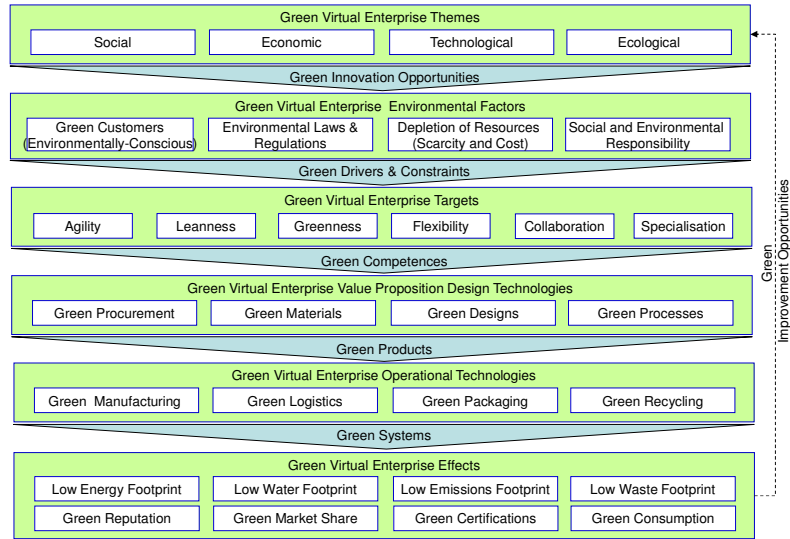 Green Virtual Enterprise Themes
Social
Economic
Technological
Ecological
Green Innovation Opportunities
Green Virtual Enterprise Environmental Factors
Green Customers
(Environmentally-Conscious)
Environmental Laws &
Regulations
Depletion of Resources
(Scarcity and Cost)
Social and Environmental
Responsibility
Green Drivers & Constraints
Green Virtual Enterprise Targets
Agility
Leanness
Greenness
Flexibility
Collaboration
Specialisation
Green Competences
Green Virtual Enterprise Value Proposition Design Technologies
Green Procurement
Green Materials
Green Designs
Green Processes
Green Products
Green Virtual Enterprise Operational Technologies
Green Manufacturing
Green Logistics
Green Packaging
Green Recycling
Green Systems
Green Virtual Enterprise Effects
Low Energy Footprint
Low Water Footprint
Low Emissions Footprint
Low Waste Footprint
Green Reputation
Green Market Share
Green Certifications
Green Consumption
Green
Improvement Opportunities